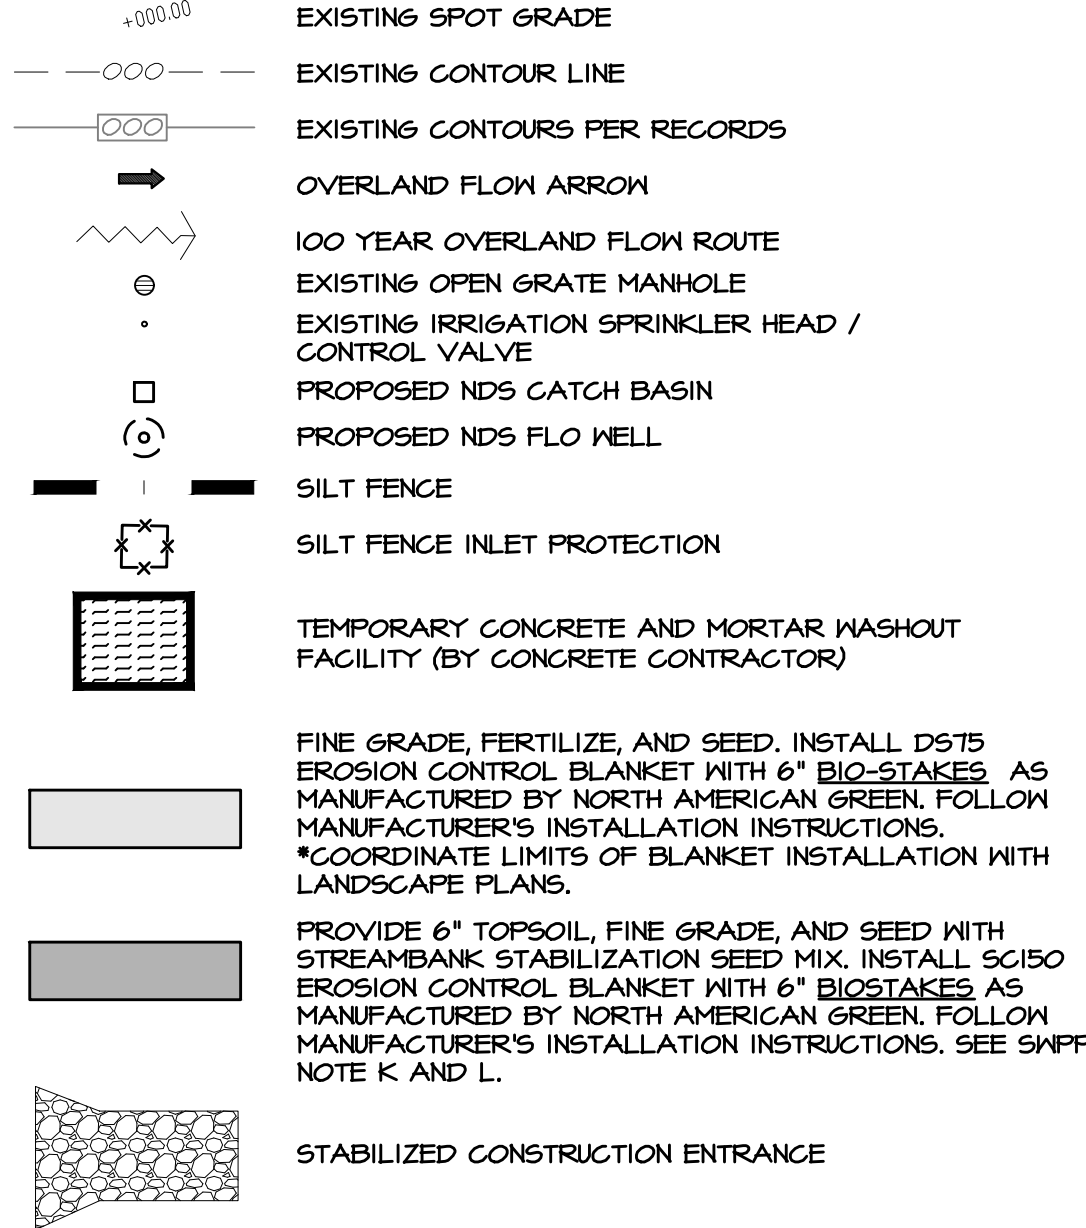 +000.00 EXISTING SPOT GRADE
000 EXISTING CONTOUR LINE
000 EXISTING CONTOURS PER RECORDS
OVERLAND FLOW ARROW
100 YEAR OVERLAND FLOW ROUTE
EXISTING OPEN GRATE MANHOLE
EXISTING IRRIGATION SPRINKLER HEAD /
CONTROL VALVE
PROPOSED NDS CATCH BASIN
PROPOSED NDS FLO WELL
SILT FENCE
SILT FENCE INLET PROTECTION
TEMPORARY CONCRETE AND MORTAR WASHOUT
FACILITY (BY CONCRETE CONTRACTOR)
FINE GRADE, FERTILIZE, AND SEED. INSTALL DS75
EROSION CONTROL BLANKET WITH 6" BIO-STAKES AS
MANUFACTURED BY NORTH AMERICAN GREEN. FOLLOW
MANUFACTURER'S INSTALLATION INSTRUCTIONS.
*COORDINATE LIMITS OF BLANKET INSTALLATION WITH
LANDSCAPE PLANS.
PROVIDE 6" TOPSOIL, FINE GRADE, AND SEED WITH
STREAMBANK STABILIZATION SEED MIX. INSTALL SC150
EROSION CONTROL BLANKET WITH 6" BIOSTAKES AS
MANUFACTURED BY NORTH AMERICAN GREEN. FOLLOW
MANUFACTURER'S INSTALLATION INSTRUCTIONS. SEE SWPP
NOTE K AND L.
STABILIZED CONSTRUCTION ENTRANCE